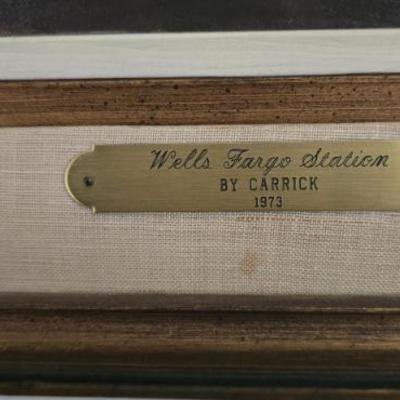 Wells Fargo Station
BY CARRICK
1973